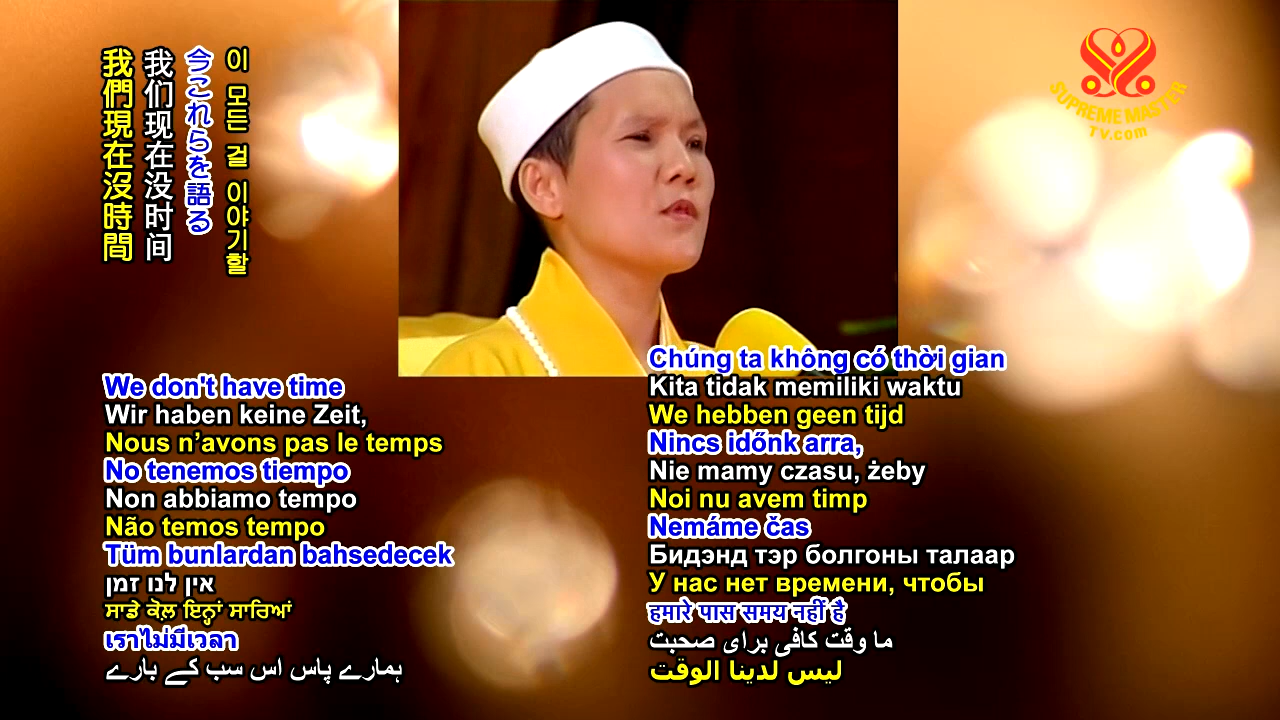 我們現在沒時間
我们现在没时间
今これらを語る
이 모든 걸 이야기할
SUPREME MASTER
TV.com
We don't have time
Wir haben keine Zeit,
Nous n’avons pas le temps
No tenemos tiempo
Non abbiamo tempo
Não temos tempo
Tüm bunlardan bahsedecek
אין לנו זמן
ਸਾਡੇ ਕੋਲ ਇਨ੍ਹਾਂ ਸਾਰਿਆਂ
เราไม่มีเวลา
ہمارے پاس اس سب کے بارے
Chúng ta không có thời gian
Kita tidak memiliki waktu
We hebben geen tijd
Nincs időnk arra,
Nie mamy czasu, żeby
Noi nu avem timp
Nemáme čas
Бидэнд тэр болгоны талаар
У нас нет времени, чтобы
हमारे पास समय नहीं है
ما وقت کافی برای صحبت
ليس لدينا الوقت